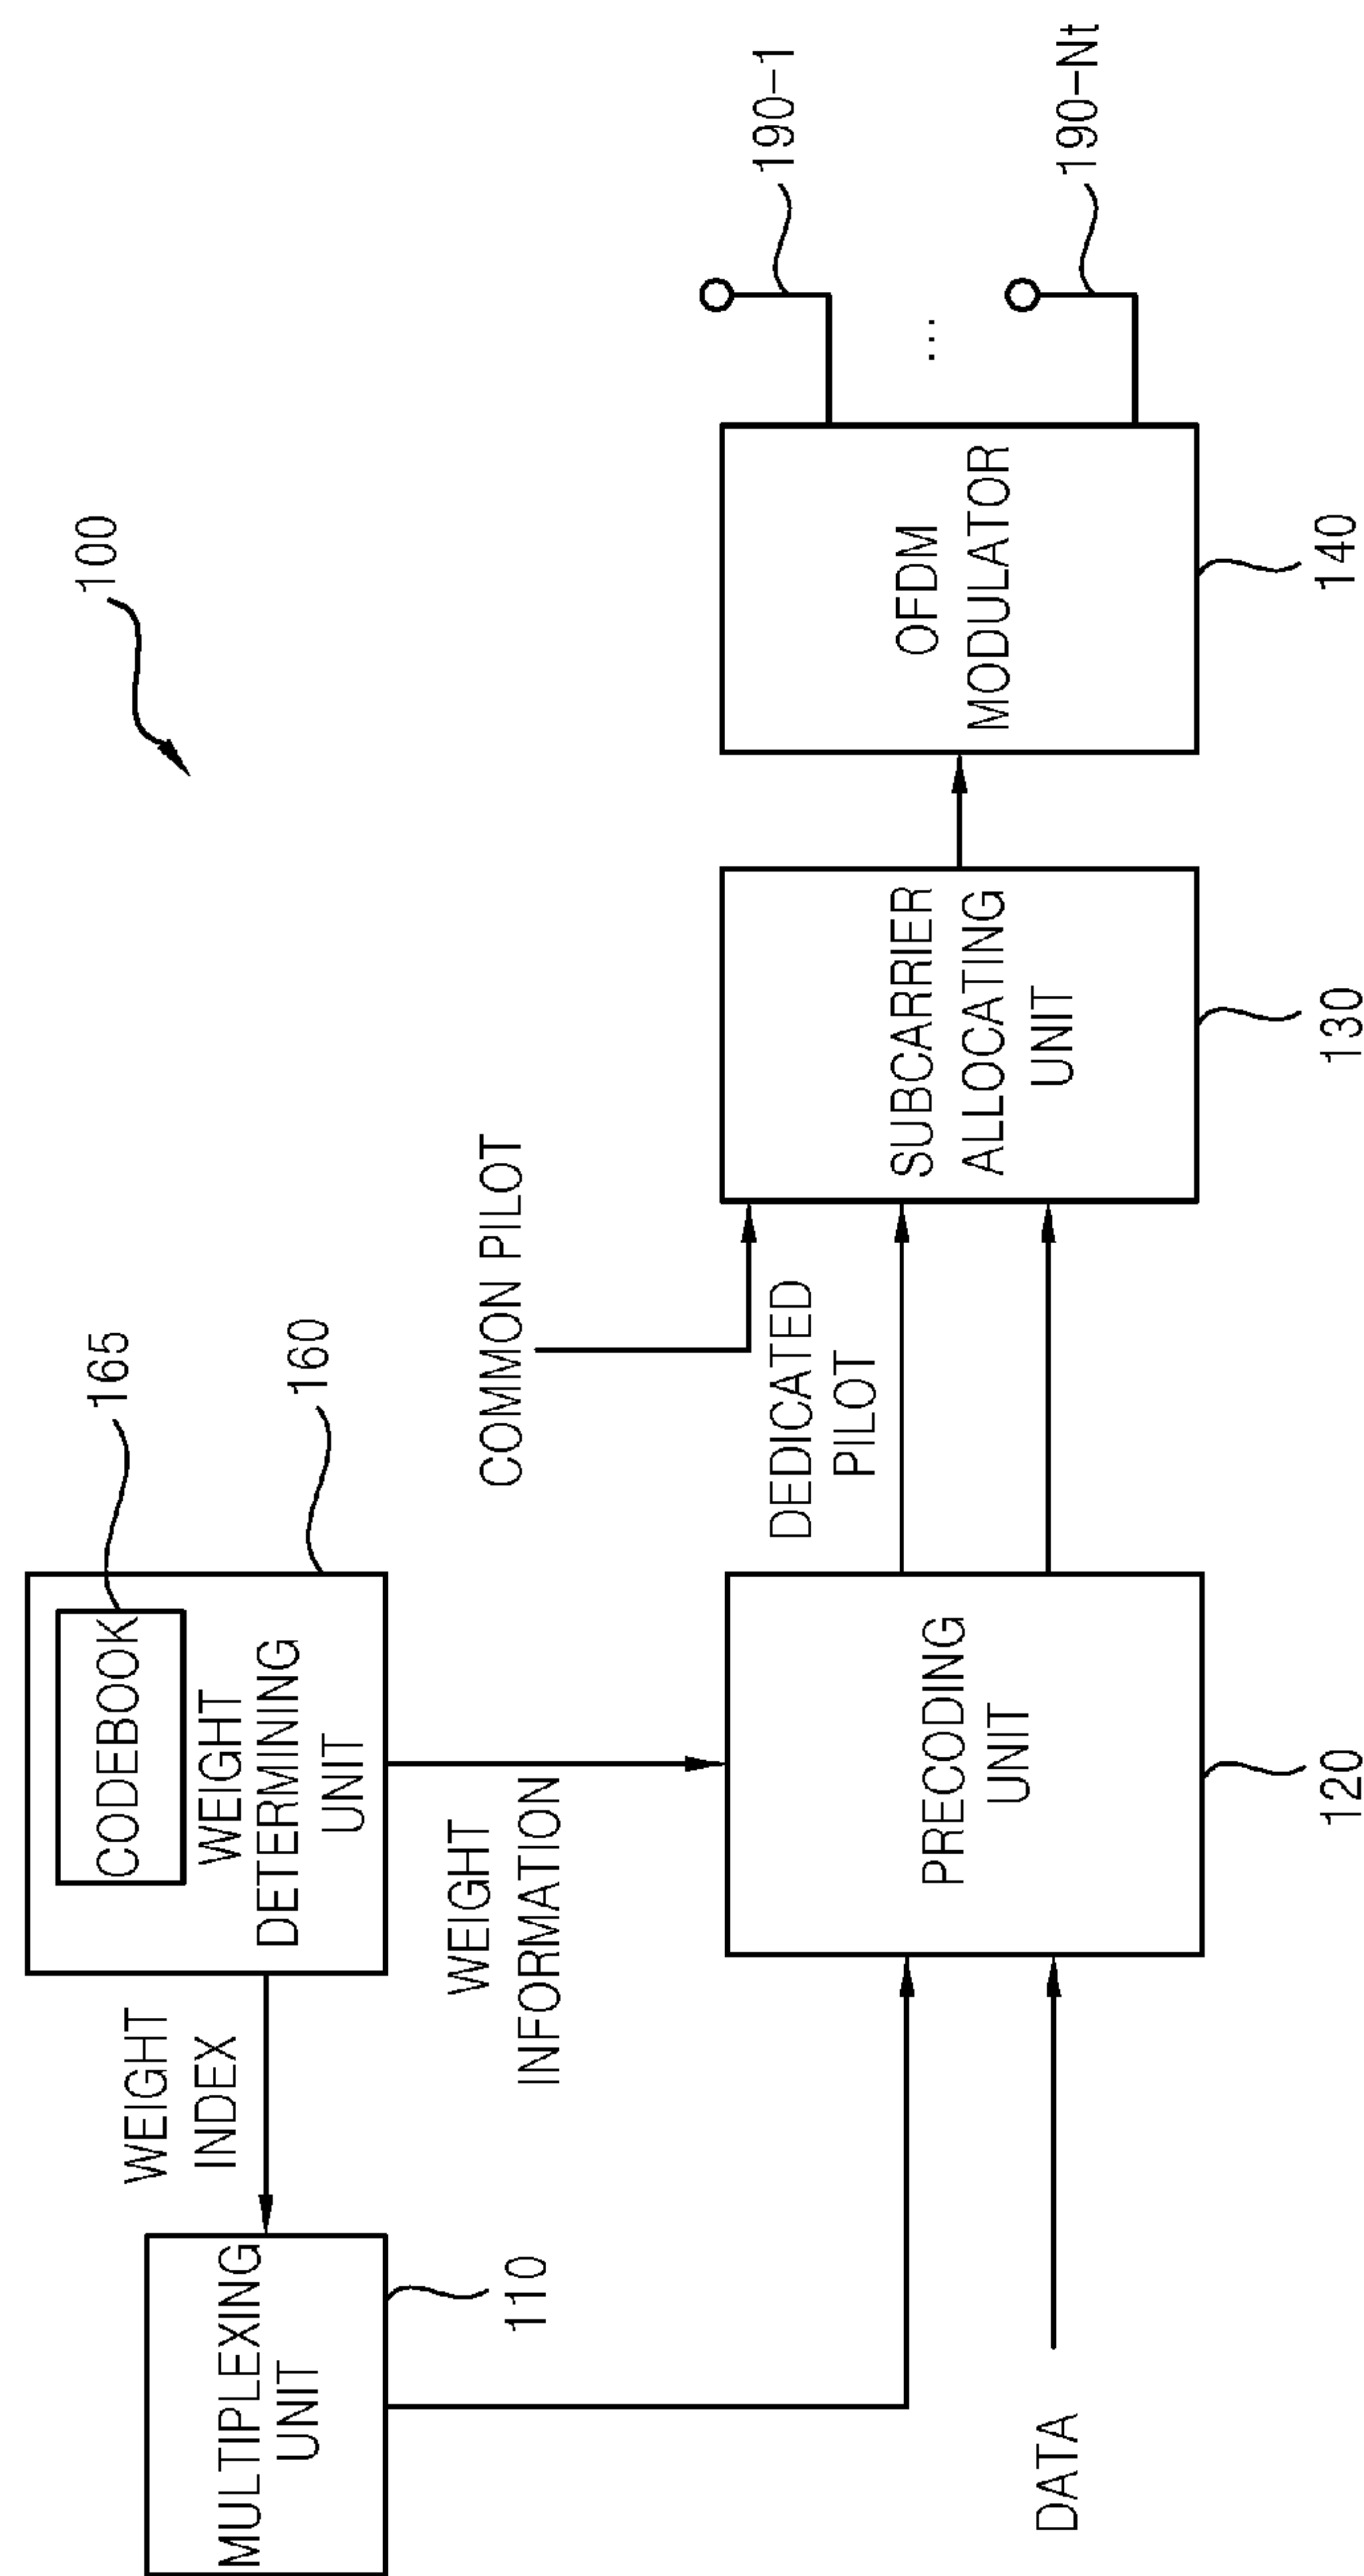 100
CODEBOOK
165
WEIGHT
DETERMINING
UNIT
160
WEIGHT
INDEX
MULTIPLEXING
UNIT
110
WEIGHT
INFORMATION
COMMON PILOT
DEDICATED
PILOT
DATA
PRECODING
UNIT
120
SUBCARRIER
ALLOCATING
UNIT
130
OFDM
MODULATOR
140
190-1
...
190-Nt